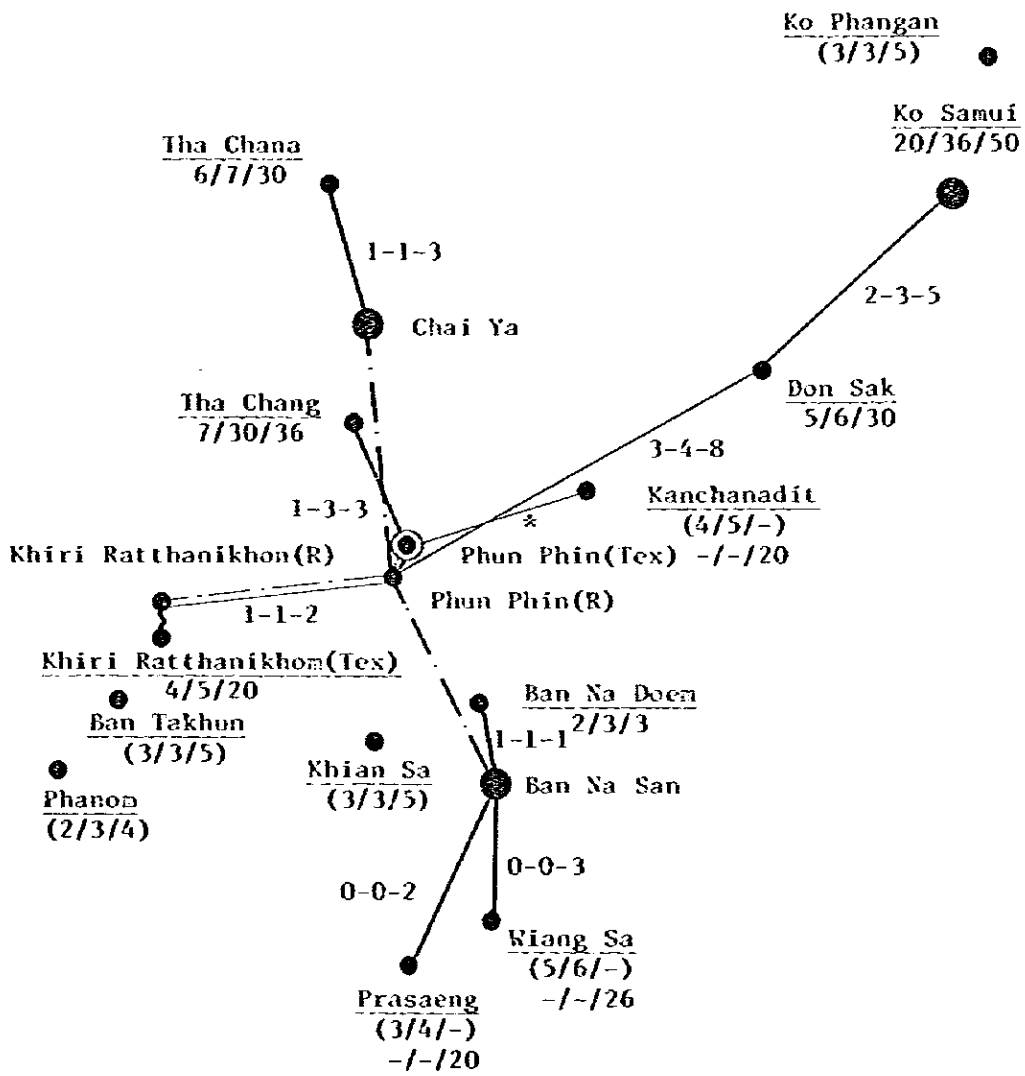 Ko Phangan
(3/3/5)
Ko Samui
20/36/50
Tha Chana
6/7/30
1-1-3
2-3-5
Chai Ya
Tha Chang
7/30/36
Don Sak
5/6/30
3-4-8
1-3-3
*
Kanchanadit
(4/5/-)
-/-/20
Khiri Ratthanikhon(R)
Phun Phin(Tex)
Phun Phin(R)
1-1-2
Khiri Ratthanikhom(Tex)
4/5/20
Ban Na Doem
2/3/3
Ban Takhun
(3/3/5)
1-1-1
Khian Sa
(3/3/5)
Ban Na San
Phanom
(2/3/4)
0-0-3
0-0-2
Wiang Sa
(5/6/-)
-/-/26
Prasaeng
(3/4/-)
-/-/20